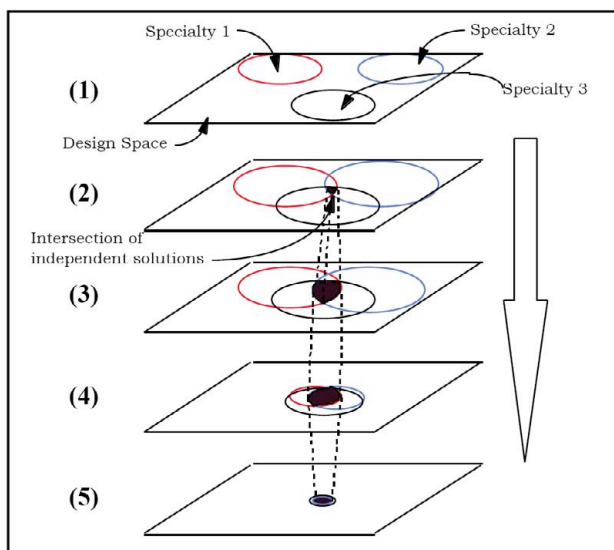 Specialty 1
Specialty 2
(1)
Specialty 3
Design Space
(2)
Intersection of
independent solutions
(3)
(4)
(5)